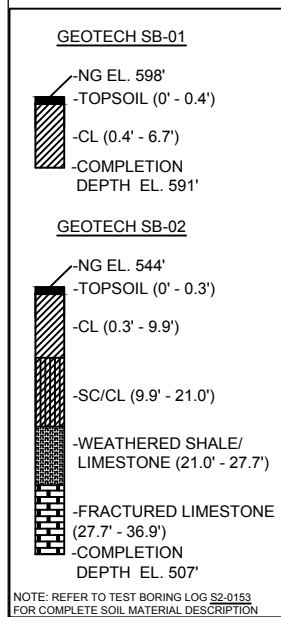 GEOTECH SB-01
-NG EL. 598'
-TOPSOIL (0' - 0.4')
-CL (0.4' - 6.7')
-COMPLETION
DEPTH EL. 591'
GEOTECH SB-02
-NG EL. 544'
-TOPSOIL (0' - 0.3')
-CL (0.3' - 9.9')
-SC/CL (9.9' - 21.0')
-WEATHERED SHALE/
LIMESTONE (21.0' - 27.7')
-FRACTURED LIMESTONE
(27.7' - 36.9')
-COMPLETION
DEPTH EL. 507'
NOTE: REFER TO TEST BORING LOG S2-0153
FOR COMPLETE SOIL MATERIAL DESCRIPTION